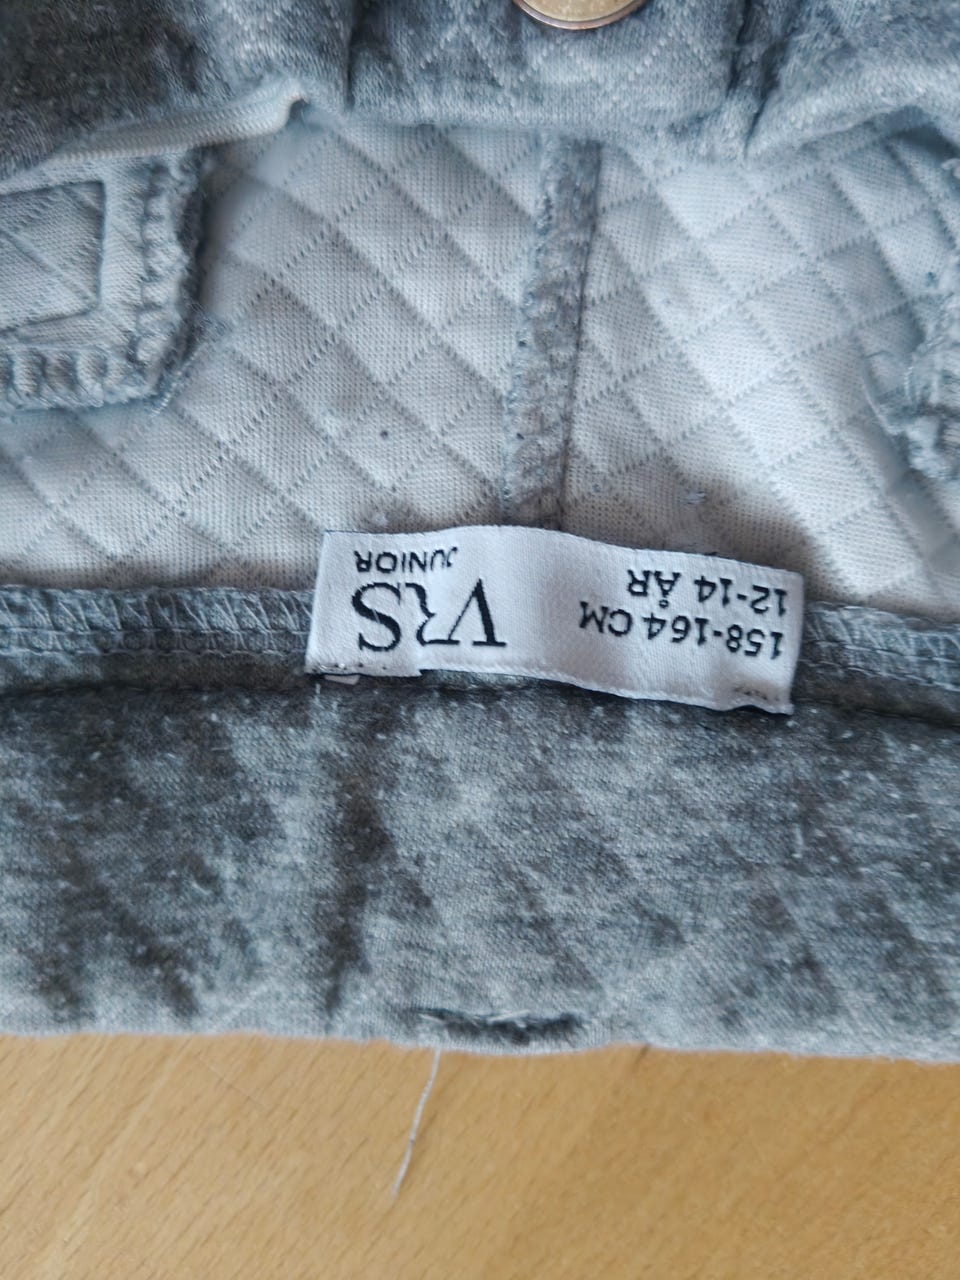 158-164 CM
12-14 ÅR
VRS
JUNIOR